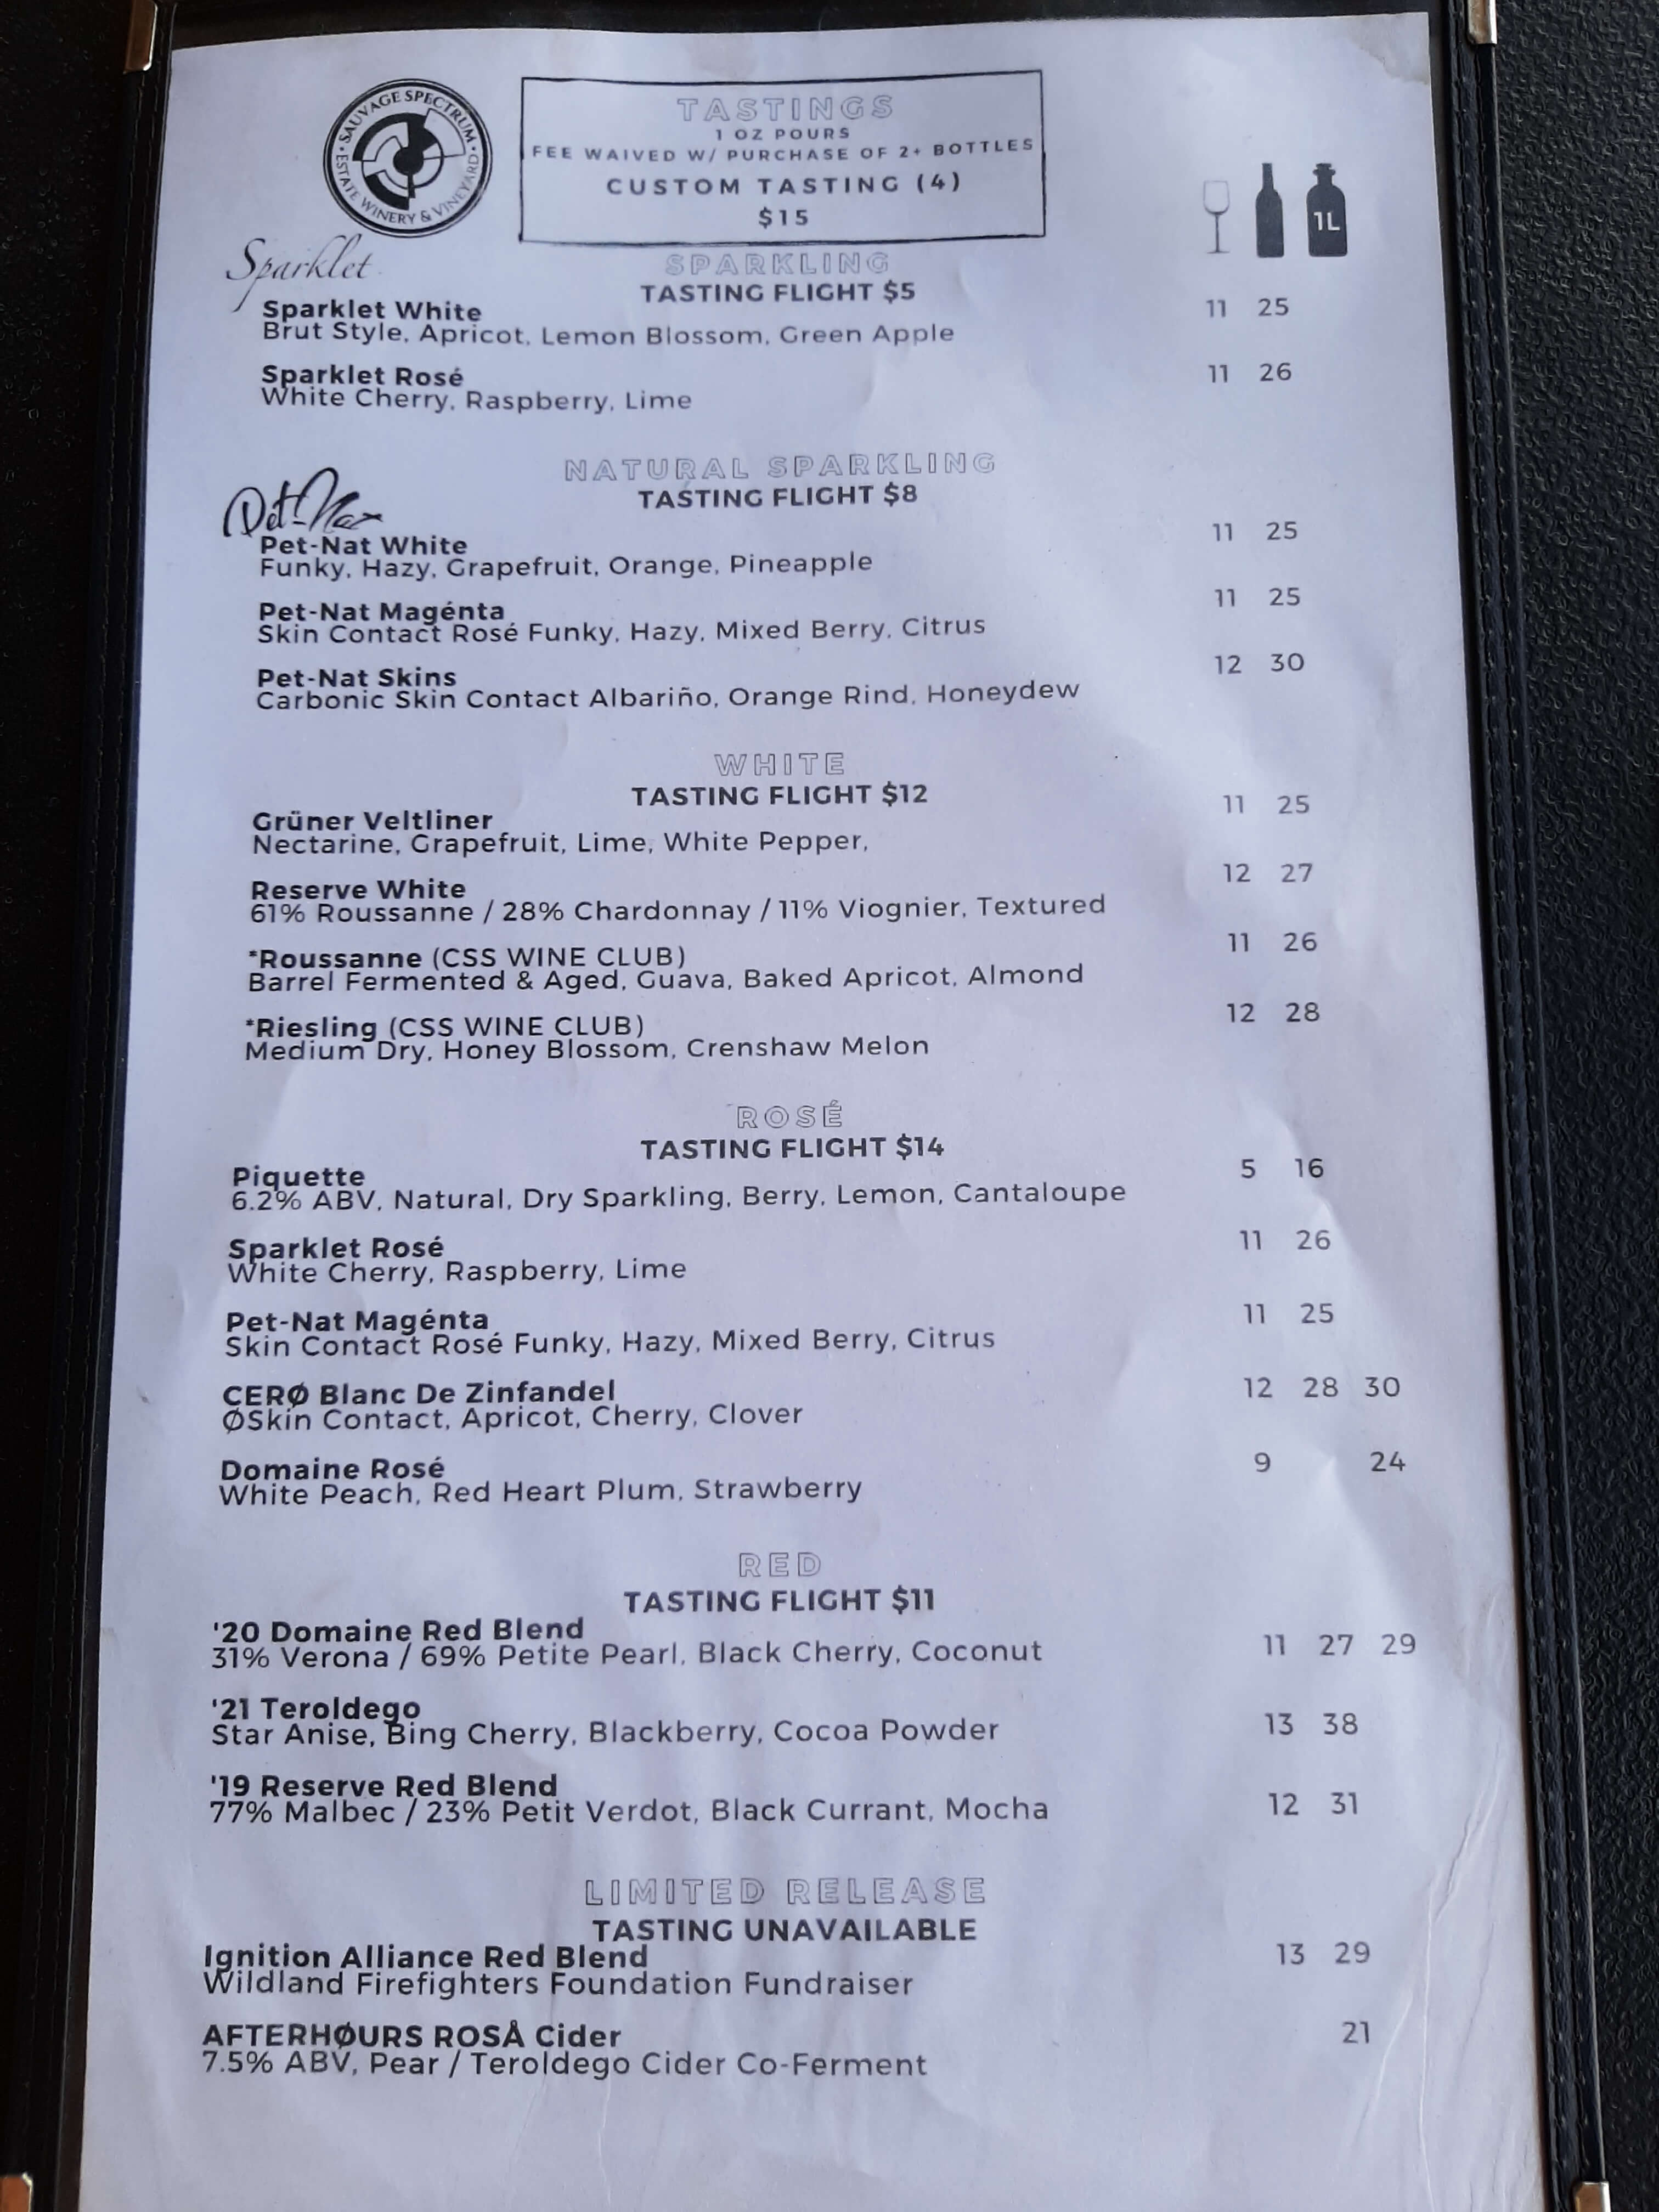 SAUVAGE SPECTRUM
ESTATE WINERY & VINEYARD
TASTINGS
1 OZ POURS
FEE WAIVED W/ PURCHASE OF 2+ BOTTLES
CUSTOM TASTING (4)
$15
1L
Sparklet
SPARKLING
TASTING FLIGHT $5
Sparklet White 11 25
Brut Style, Apricot, Lemon Blossom, Green Apple
Sparklet Rosé 11 26
White Cherry, Raspberry, Lime
NATURAL SPARKLING
Pet-Nat
TASTING FLIGHT $8
Pet-Nat White 11 25
Funky, Hazy, Grapefruit, Orange, Pineapple
Pet-Nat Magénta 11 25
Skin Contact Rosé Funky, Hazy, Mixed Berry, Citrus
Pet-Nat Skins 12 30
Carbonic Skin Contact Albariño, Orange Rind, Honeydew
WHITE
TASTING FLIGHT $12
Grüner Veltliner 11 25
Nectarine, Grapefruit, Lime, White Pepper,
Reserve White 12 27
61% Roussanne / 28% Chardonnay / 11% Viognier, Textured
*Roussanne (CSS WINE CLUB) 11 26
Barrel Fermented & Aged, Guava, Baked Apricot, Almond
*Riesling (CSS WINE CLUB) 12 28
Medium Dry, Honey Blossom, Crenshaw Melon
ROSÉ
TASTING FLIGHT $14
Piquette 5 16
6.2% ABV, Natural, Dry Sparkling, Berry, Lemon, Cantaloupe
Sparklet Rosé 11 26
White Cherry, Raspberry, Lime
Pet-Nat Magénta 11 25
Skin Contact Rosé Funky, Hazy, Mixed Berry, Citrus
CERØ Blanc De Zinfandel 12 28 30
ØSkin Contact, Apricot, Cherry, Clover
Domaine Rosé 9 24
White Peach, Red Heart Plum, Strawberry
RED
TASTING FLIGHT $11
'20 Domaine Red Blend 11 27 29
31% Verona / 69% Petite Pearl, Black Cherry, Coconut
'21 Teroldego 13 38
Star Anise, Bing Cherry, Blackberry, Cocoa Powder
'19 Reserve Red Blend 12 31
77% Malbec / 23% Petit Verdot, Black Currant, Mocha
LIMITED RELEASE
TASTING UNAVAILABLE
Ignition Alliance Red Blend 13 29
Wildland Firefighters Foundation Fundraiser
AFTERHØURS ROSÅ Cider 21
7.5% ABV, Pear / Teroldego Cider Co-Ferment